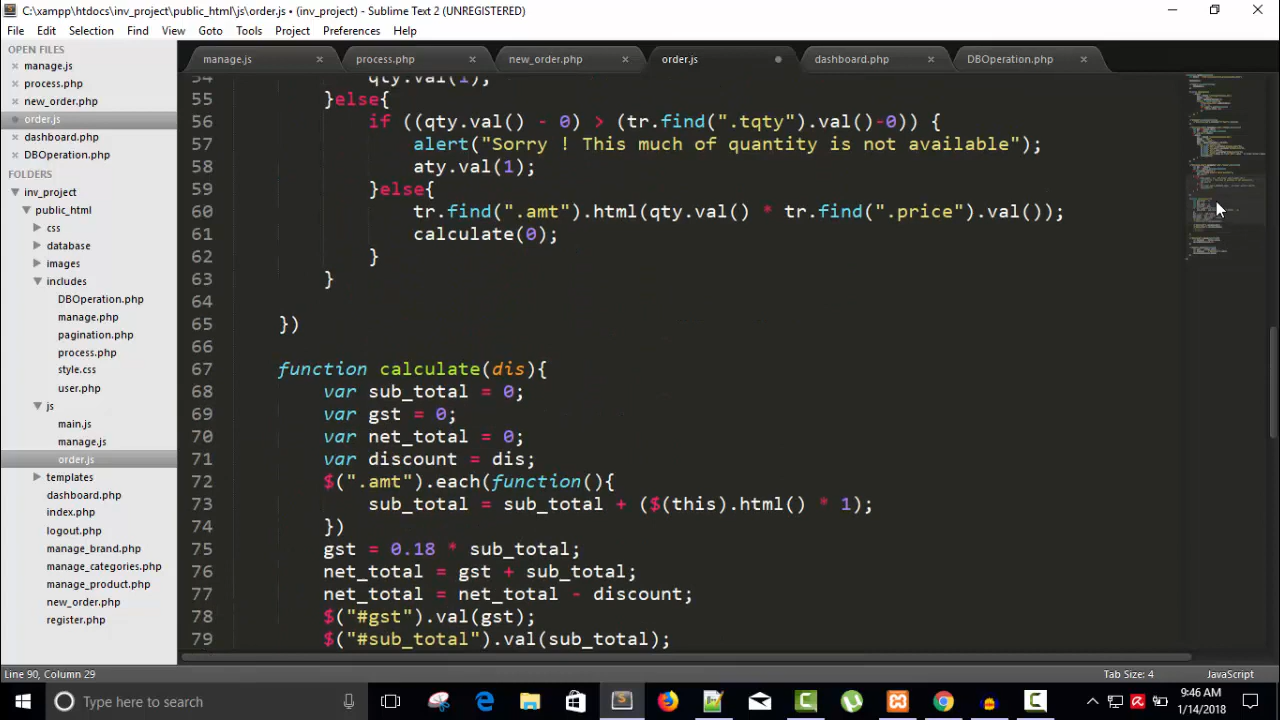 C:\xampp\htdocs\inv_project\public_html\js\order.js • (inv_project) - Sublime Text 2 (UNREGISTERED)
File Edit Selection Find View Goto Tools Project Preferences Help
OPEN FILES
manage.js
process.php
new_order.php
order.js
dashboard.php
DBOperation.php
FOLDERS
inv_project
public_html
css
database
images
includes
DBOperation.php
manage.php
pagination.php
process.php
style.css
user.php
js
main.js
manage.js
order.js
templates
dashboard.php
index.php
logout.php
manage_brand.php
manage_categories.php
manage_product.php
new_order.php
register.php
manage.js process.php new_order.php order.js dashboard.php DBOperation.php
54 qty.val(1);
55 }else{
56 if ((qty.val() - 0) > (tr.find(".tqty").val()-0)) {
57 alert("Sorry ! This much of quantity is not available");
58 aty.val(1);
59 }else{
60 tr.find(".amt").html(qty.val() * tr.find(".price").val());
61 calculate(0);
62 }
63 }
64
65 })
66
67 function calculate(dis){
68 var sub_total = 0;
69 var gst = 0;
70 var net_total = 0;
71 var discount = dis;
72 $(".amt").each(function(){
73 sub_total = sub_total + ($(this).html() * 1);
74 })
75 gst = 0.18 * sub_total;
76 net_total = gst + sub_total;
77 net_total = net_total - discount;
78 $("#gst").val(gst);
79 $("#sub_total").val(sub_total);
Line 90, Column 29 Tab Size: 4 JavaScript
Type here to search
9:46 AM
1/14/2018